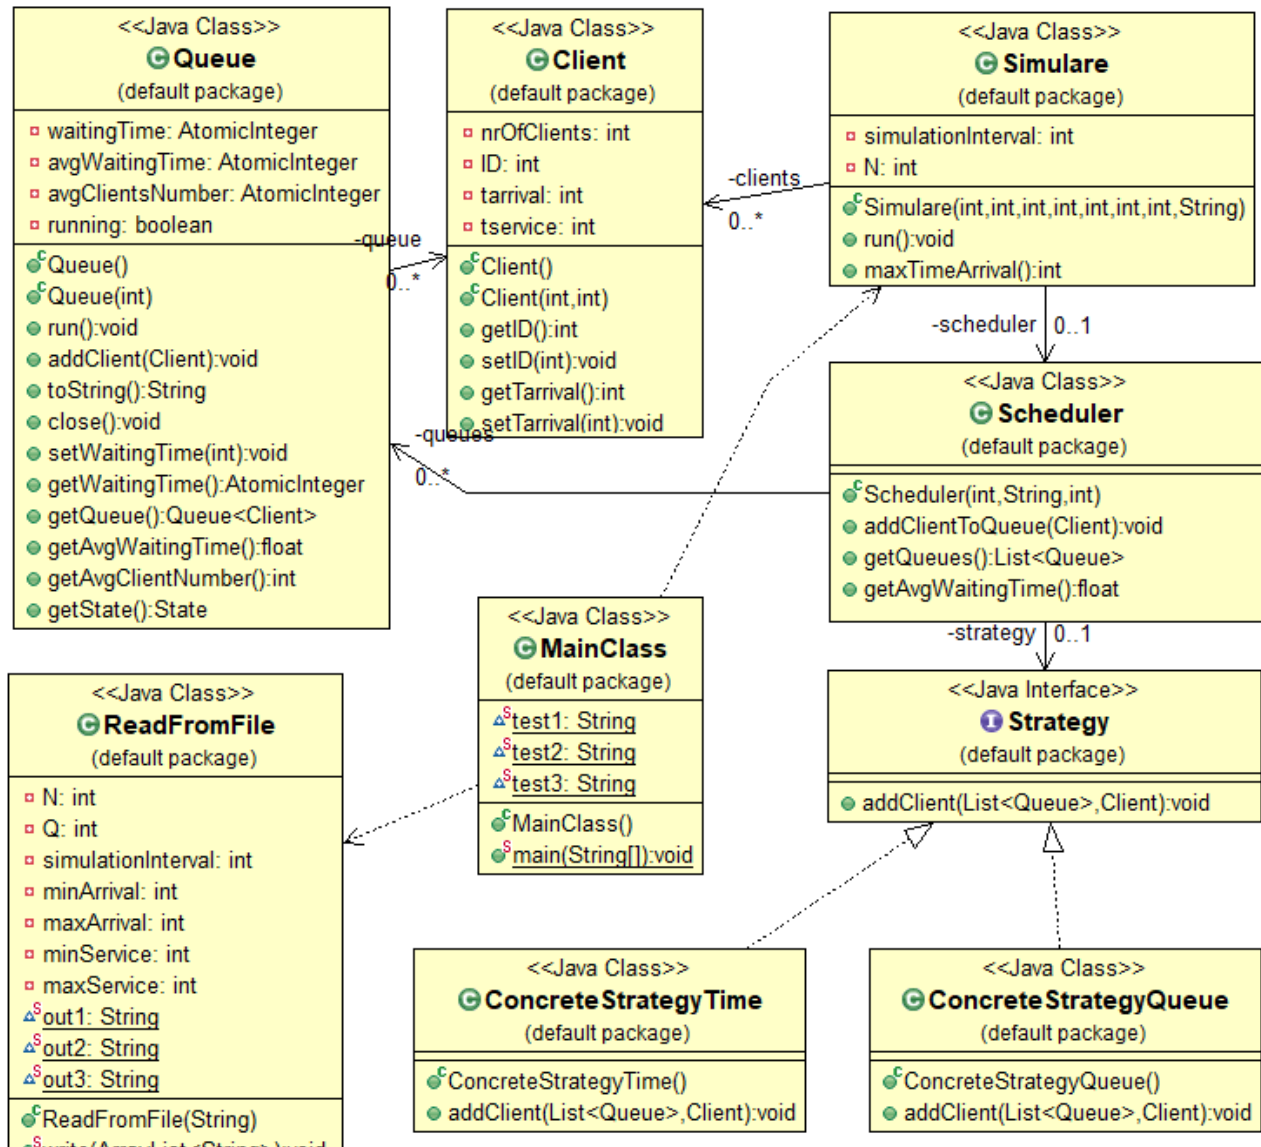 <<Java Class>>
Queue
(default package)
waitingTime: AtomicInteger
avgWaitingTime: AtomicInteger
avgClientsNumber: AtomicInteger
running: boolean
Queue()
Queue(int)
run():void
addClient(Client):void
toString():String
close():void
setWaitingTime(int):void
getWaitingTime():AtomicInteger
getQueue():Queue<Client>
getAvgWaitingTime():float
getAvgClientNumber():int
getState():State
-queue
0..*
<<Java Class>>
Client
(default package)
nrOfClients: int
ID: int
tarrival: int
tservice: int
Client()
Client(int,int)
getID():int
setID(int):void
getTarrival():int
setTarrival(int):void
-clients
0..*
<<Java Class>>
Simulare
(default package)
simulationInterval: int
N: int
Simulare(int,int,int,int,int,int,int,String)
run():void
maxTimeArrival():int
-scheduler
0..1
-queues
0..*
<<Java Class>>
Scheduler
(default package)
Scheduler(int,String,int)
addClientToQueue(Client):void
getQueues():List<Queue>
getAvgWaitingTime():float
-strategy
0..1
<<Java Class>>
MainClass
(default package)
test1: String
test2: String
test3: String
MainClass()
main(String[]):void
<<Java Interface>>
Strategy
(default package)
addClient(List<Queue>,Client):void
<<Java Class>>
ReadFromFile
(default package)
N: int
Q: int
simulationInterval: int
minArrival: int
maxArrival: int
minService: int
maxService: int
out1: String
out2: String
out3: String
ReadFromFile(String)
write(ArrayList<String>):void
<<Java Class>>
ConcreteStrategyTime
(default package)
ConcreteStrategyTime()
addClient(List<Queue>,Client):void
<<Java Class>>
ConcreteStrategyQueue
(default package)
ConcreteStrategyQueue()
addClient(List<Queue>,Client):void